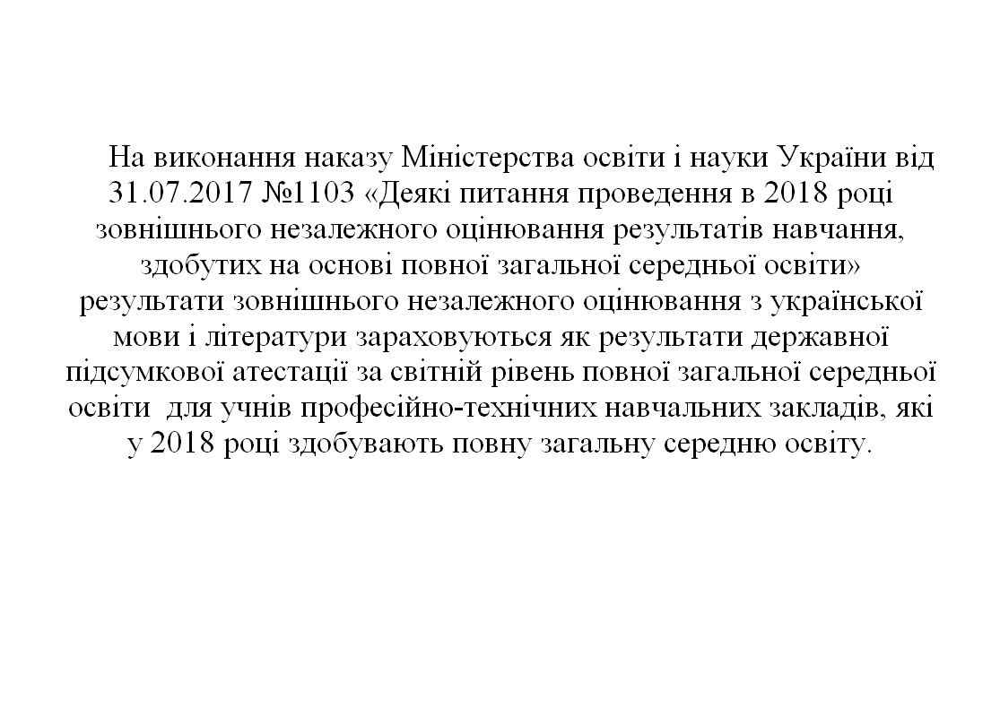 На виконання наказу Міністерства освіти і науки України від
31.07.2017 №1103 «Деякі питання проведення в 2018 році
зовнішнього незалежного оцінювання результатів навчання,
здобутих на основі повної загальної середньої освіти»
результати зовнішнього незалежного оцінювання з української
мови і літератури зараховуються як результати державної
підсумкової атестації за світній рівень повної загальної середньої
освіти  для учнів професійно-технічних навчальних закладів, які
у 2018 році здобувають повну загальну середню освіту.